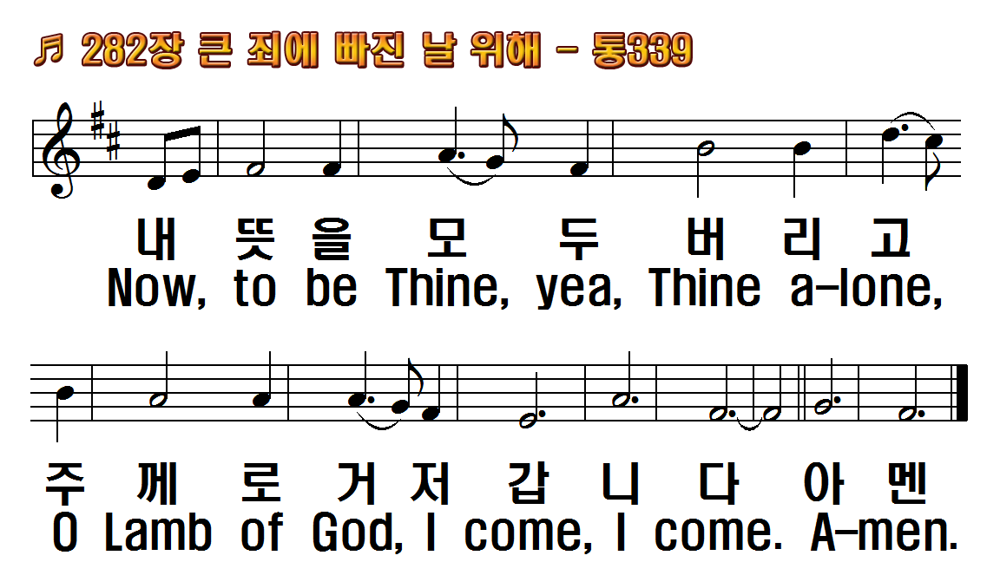 ♬ 282장 큰 죄에 빠진 날 위해 - 통339
내 뜻을 모두 버리고
Now, to be Thine, yea, Thine a-lone,
주께로 거저 갑니다 아멘
O Lamb of God, I come, I come. A-men.